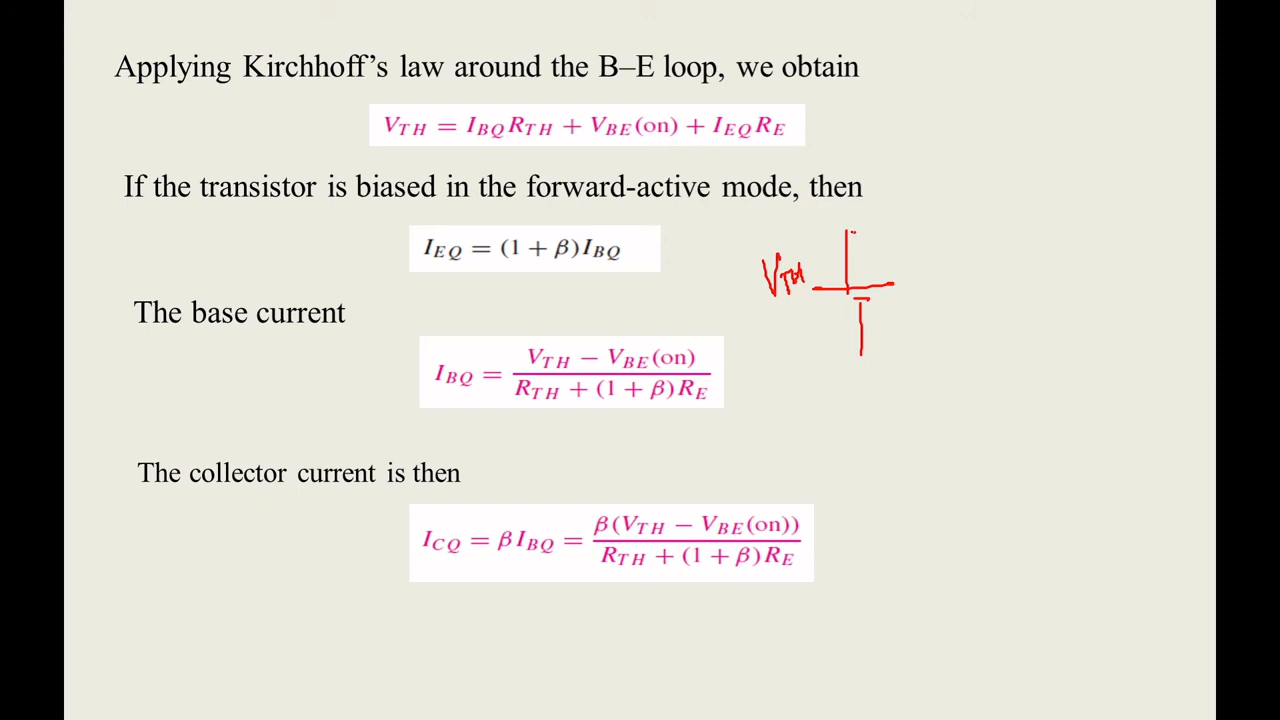 Applying Kirchhoff's law around the B–E loop, we obtain
V_TH = I_BQ R_TH + V_BE(on) + I_EQ R_E
If the transistor is biased in the forward-active mode, then
I_EQ = (1 + β)I_BQ
V_TH
The base current
I_BQ = (V_TH − V_BE(on)) / (R_TH + (1 + β)R_E)
The collector current is then
I_CQ = βI_BQ = β(V_TH − V_BE(on)) / (R_TH + (1 + β)R_E)